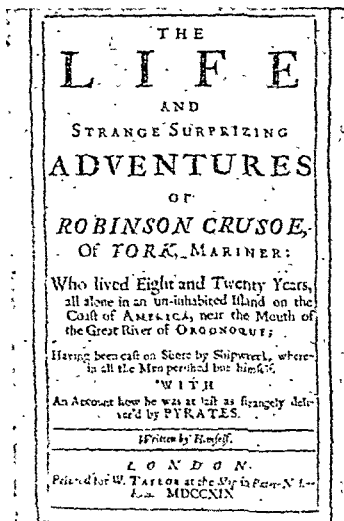 THE
LIFE
AND
STRANGE SURPRIZING
ADVENTURES
OF
ROBINSON CRUSOE,
Of YORK, MARINER:
Who lived Eight and Twenty Years,
all alone in an un-inhabited Island on the
Coast of AMERICA, near the Mouth of
the Great River of OROONOQUE;
Having been cast on Shore by Shipwreck, where-
in all the Men perished but himself.
WITH
An Account how he was at last as strangely deli-
ver'd by PYRATES.
Written by Himself.
LONDON
Printed for W. TAYLOR at the Ship in Pater-N
MDCCXIX